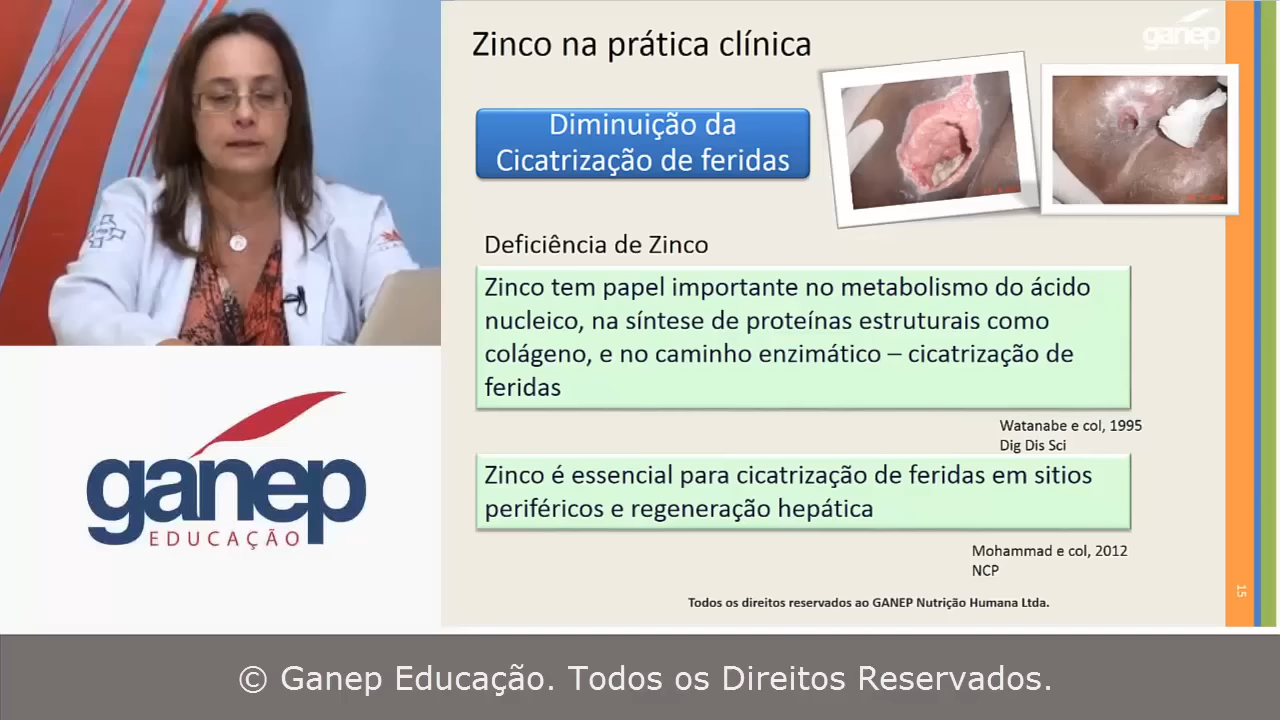 ganep
Zinco na prática clínica
Diminuição da
Cicatrização de feridas
Deficiência de Zinco
Zinco tem papel importante no metabolismo do ácido
nucleico, na síntese de proteínas estruturais como
colágeno, e no caminho enzimático – cicatrização de
feridas
Watanabe e col, 1995
Dig Dis Sci
Zinco é essencial para cicatrização de feridas em sitios
periféricos e regeneração hepática
Mohammad e col, 2012
NCP
Todos os direitos reservados ao GANEP Nutrição Humana Ltda.
15
ganep
EDUCAÇÃO
© Ganep Educação. Todos os Direitos Reservados.